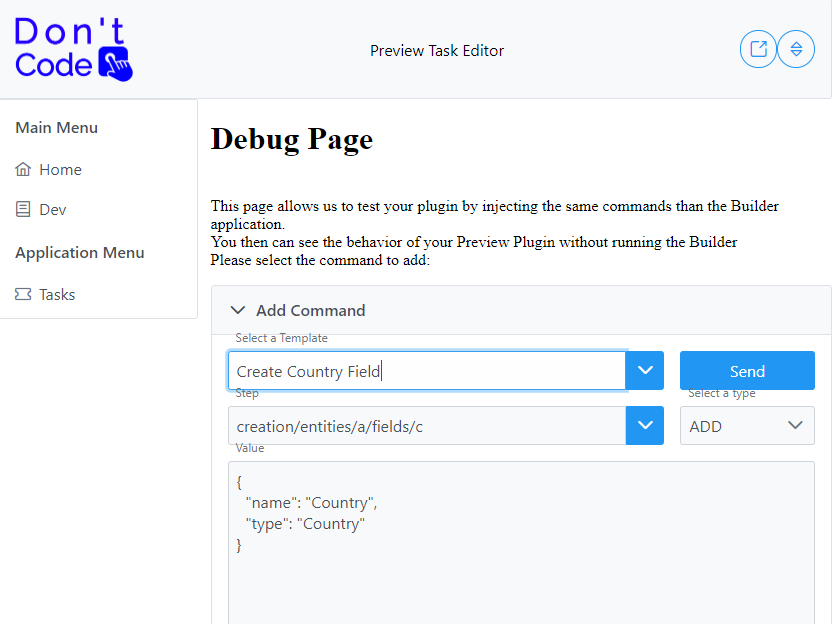 Don't
Code
Preview Task Editor
Main Menu
Home
Dev
Application Menu
Tasks
Debug Page
This page allows us to test your plugin by injecting the same commands than the Builder
application.
You then can see the behavior of your Preview Plugin without running the Builder
Please select the command to add:
Add Command
Select a Template
Create Country Field
Send
Step
Select a type
creation/entities/a/fields/c
ADD
Value
{
"name": "Country",
"type": "Country"
}